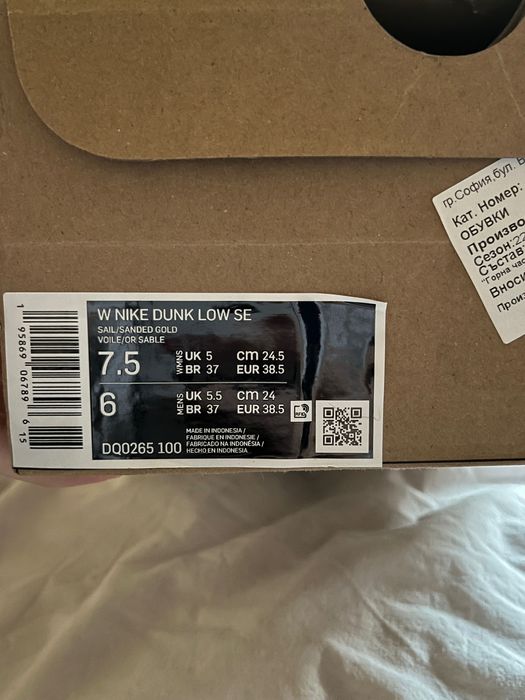 W NIKE DUNK LOW SE
SAIL/SANDED GOLD
VOILE/OR SABLE
7.5 WMNS UK 5 CM 24.5
BR 37 EUR 38.5
6 MENS UK 5.5 CM 24
BR 37 EUR 38.5
DQ0265 100
MADE IN INDONESIA /
FABRIQUE EN INDONESIE /
FABRICADO NA INDONÉSIA /
HECHO EN INDONESIA
1 95869 06789 6 15
гр.София,бул.
Кат. Номер:
ОБУВКИ
Произво
Сезон:22
Състав:
"Горна час
Вноси
Произ